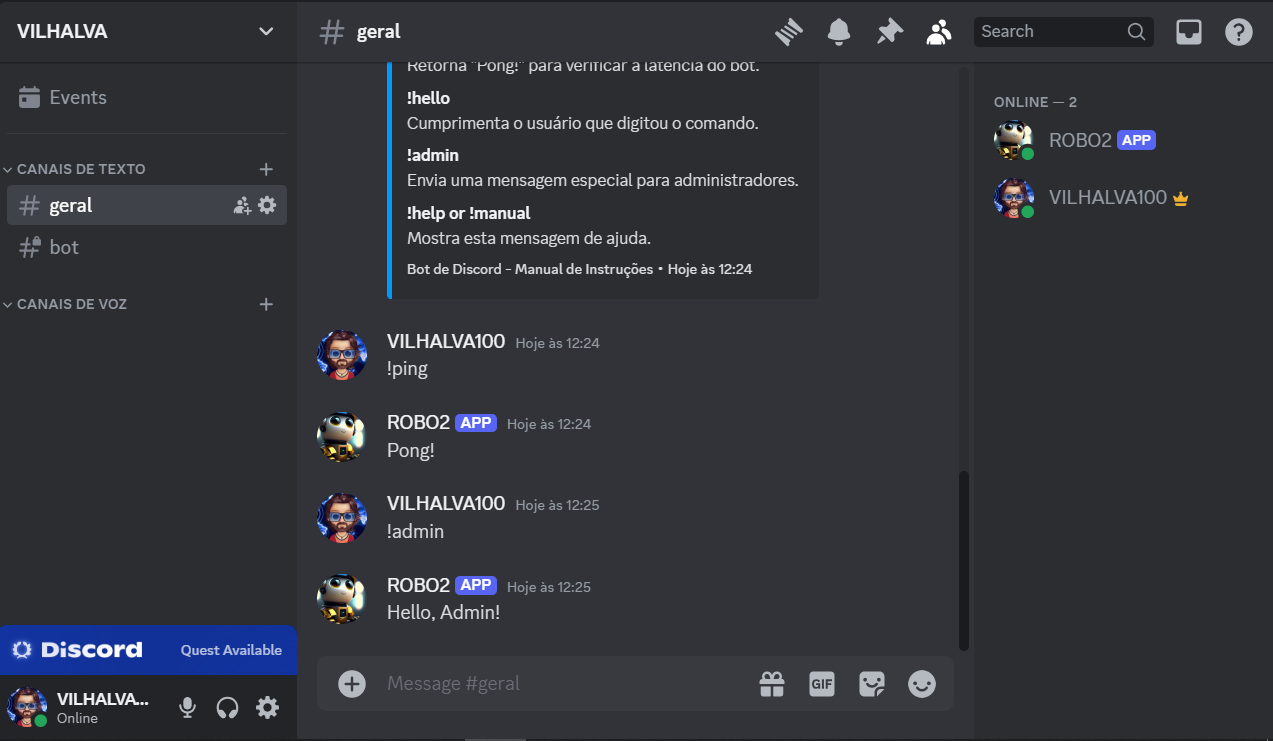 VILHALVA
Events
CANAIS DE TEXTO
geral
bot
CANAIS DE VOZ
Discord
Quest Available
VILHALVA...
Online
geral
Search
Retorna "Pong!" para verificar a latência do bot.
!hello
Cumprimenta o usuário que digitou o comando.
!admin
Envia uma mensagem especial para administradores.
!help or !manual
Mostra esta mensagem de ajuda.
Bot de Discord - Manual de Instruções • Hoje às 12:24
VILHALVA100 Hoje às 12:24
!ping
ROBO2 APP Hoje às 12:24
Pong!
VILHALVA100 Hoje às 12:25
!admin
ROBO2 APP Hoje às 12:25
Hello, Admin!
Message #geral
GIF
ONLINE — 2
ROBO2 APP
VILHALVA100